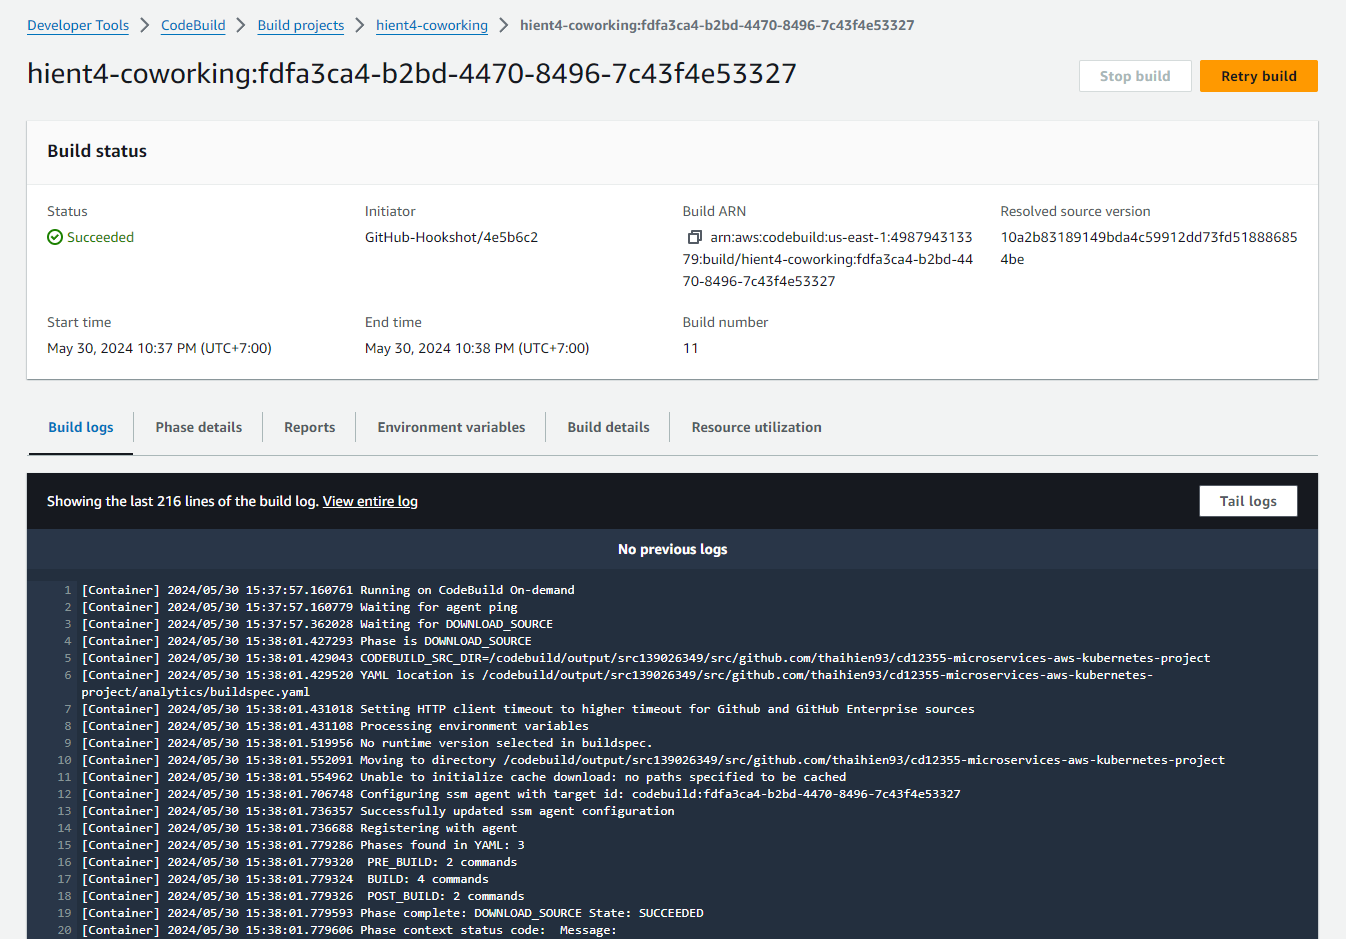 Developer Tools > CodeBuild > Build projects > hient4-coworking > hient4-coworking:fdfa3ca4-b2bd-4470-8496-7c43f4e53327
hient4-coworking:fdfa3ca4-b2bd-4470-8496-7c43f4e53327
Stop build
Retry build
Build status
Status
Succeeded
Initiator
GitHub-Hookshot/4e5b6c2
Build ARN
arn:aws:codebuild:us-east-1:4987943133
79:build/hient4-coworking:fdfa3ca4-b2bd-44
70-8496-7c43f4e53327
Resolved source version
10a2b83189149bda4c59912dd73fd51888685
4be
Start time
May 30, 2024 10:37 PM (UTC+7:00)
End time
May 30, 2024 10:38 PM (UTC+7:00)
Build number
11
Build logs
Phase details
Reports
Environment variables
Build details
Resource utilization
Showing the last 216 lines of the build log. View entire log
Tail logs
No previous logs
1 [Container] 2024/05/30 15:37:57.160761 Running on CodeBuild On-demand
2 [Container] 2024/05/30 15:37:57.160779 Waiting for agent ping
3 [Container] 2024/05/30 15:37:57.362028 Waiting for DOWNLOAD_SOURCE
4 [Container] 2024/05/30 15:38:01.427293 Phase is DOWNLOAD_SOURCE
5 [Container] 2024/05/30 15:38:01.429043 CODEBUILD_SRC_DIR=/codebuild/output/src139026349/src/github.com/thaihien93/cd12355-microservices-aws-kubernetes-project
6 [Container] 2024/05/30 15:38:01.429520 YAML location is /codebuild/output/src139026349/src/github.com/thaihien93/cd12355-microservices-aws-kubernetes-
project/analytics/buildspec.yaml
7 [Container] 2024/05/30 15:38:01.431018 Setting HTTP client timeout to higher timeout for Github and GitHub Enterprise sources
8 [Container] 2024/05/30 15:38:01.431108 Processing environment variables
9 [Container] 2024/05/30 15:38:01.519956 No runtime version selected in buildspec.
10 [Container] 2024/05/30 15:38:01.552091 Moving to directory /codebuild/output/src139026349/src/github.com/thaihien93/cd12355-microservices-aws-kubernetes-project
11 [Container] 2024/05/30 15:38:01.554962 Unable to initialize cache download: no paths specified to be cached
12 [Container] 2024/05/30 15:38:01.706748 Configuring ssm agent with target id: codebuild:fdfa3ca4-b2bd-4470-8496-7c43f4e53327
13 [Container] 2024/05/30 15:38:01.736357 Successfully updated ssm agent configuration
14 [Container] 2024/05/30 15:38:01.736688 Registering with agent
15 [Container] 2024/05/30 15:38:01.779286 Phases found in YAML: 3
16 [Container] 2024/05/30 15:38:01.779320  PRE_BUILD: 2 commands
17 [Container] 2024/05/30 15:38:01.779324  BUILD: 4 commands
18 [Container] 2024/05/30 15:38:01.779326  POST_BUILD: 2 commands
19 [Container] 2024/05/30 15:38:01.779593 Phase complete: DOWNLOAD_SOURCE State: SUCCEEDED
20 [Container] 2024/05/30 15:38:01.779606 Phase context status code:  Message: